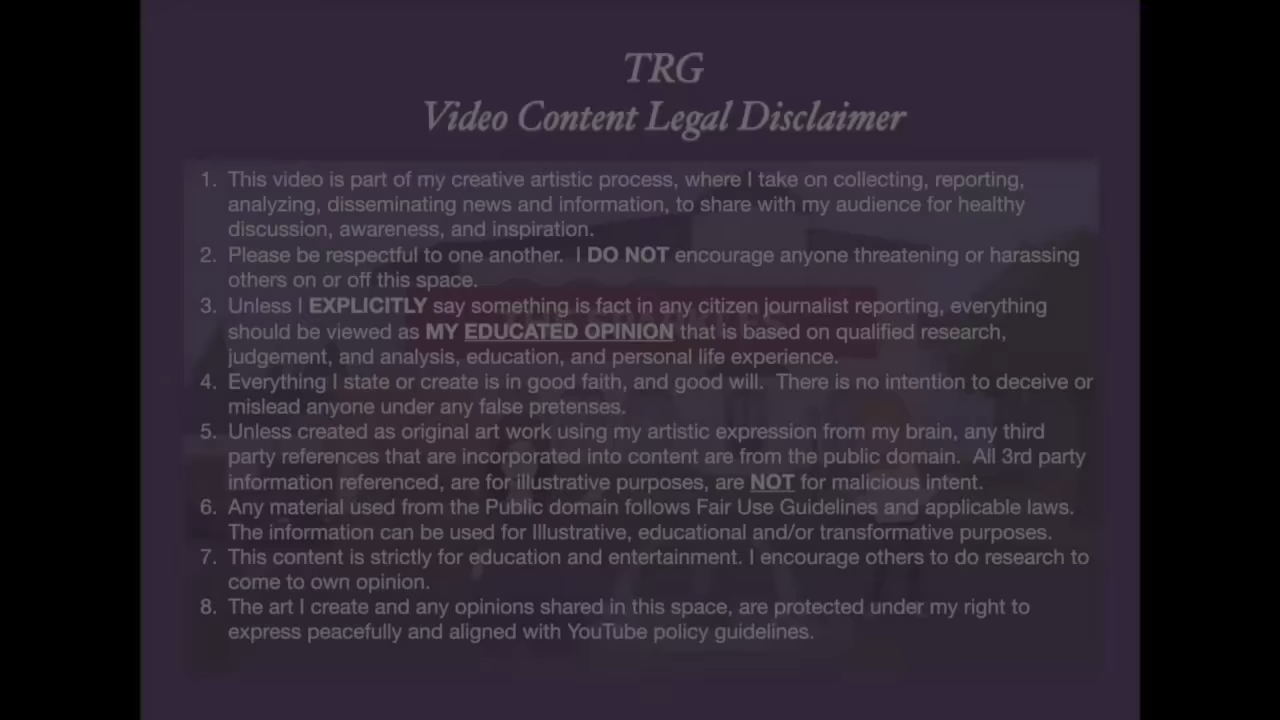 TRG
Video Content Legal Disclaimer
1. This video is part of my creative artistic process, where I take on collecting, reporting,
analyzing, disseminating news and information, to share with my audience for healthy
discussion, awareness, and inspiration.
2. Please be respectful to one another. I DO NOT encourage anyone threatening or harassing
others on or off this space.
3. Unless I EXPLICITLY say something is fact in any citizen journalist reporting, everything
should be viewed as MY EDUCATED OPINION that is based on qualified research,
judgement, and analysis, education, and personal life experience.
4. Everything I state or create is in good faith, and good will. There is no intention to deceive or
mislead anyone under any false pretenses.
5. Unless created as original art work using my artistic expression from my brain, any third
party references that are incorporated into content are from the public domain. All 3rd party
information referenced, are for illustrative purposes, are NOT for malicious intent.
6. Any material used from the Public domain follows Fair Use Guidelines and applicable laws.
The information can be used for Illustrative, educational and/or transformative purposes.
7. This content is strictly for education and entertainment. I encourage others to do research to
come to own opinion.
8. The art I create and any opinions shared in this space, are protected under my right to
express peacefully and aligned with YouTube policy guidelines.